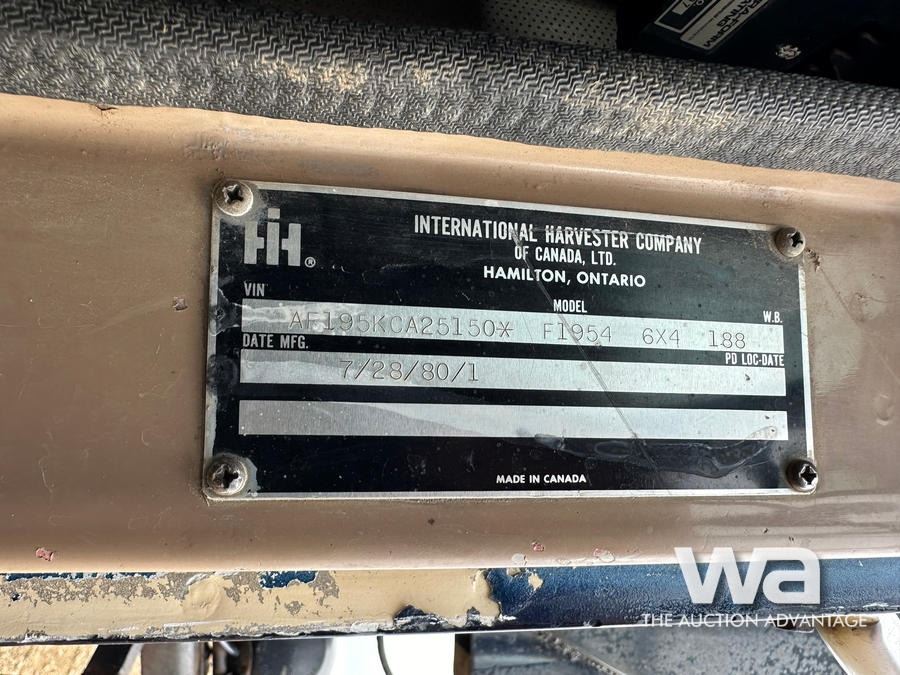 IH ®
INTERNATIONAL HARVESTER COMPANY
OF CANADA, LTD.
HAMILTON, ONTARIO
VIN MODEL W.B.
AF195KCA25150* F1954 6X4 188
DATE MFG. PD LOC-DATE
7/28/80/1
MADE IN CANADA
wa
THE AUCTION ADVANTAGE